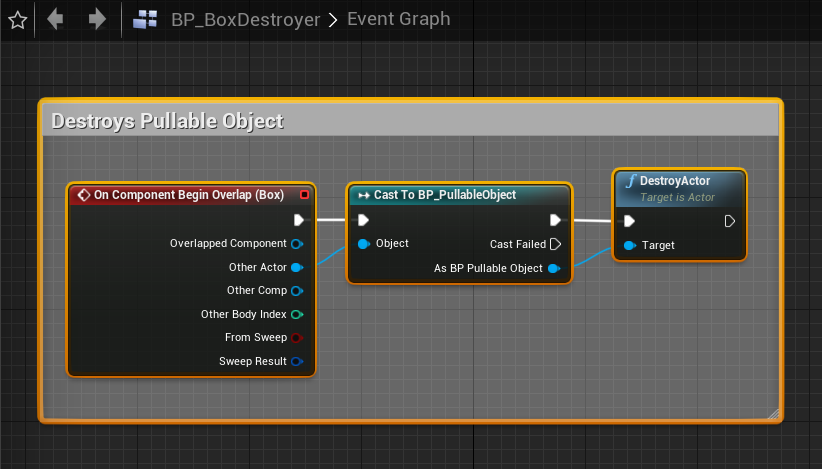 BP_BoxDestroyer > Event Graph
Destroys Pullable Object
On Component Begin Overlap (Box)
Overlapped Component
Other Actor
Other Comp
Other Body Index
From Sweep
Sweep Result
Cast To BP_PullableObject
Object
Cast Failed
As BP Pullable Object
f DestroyActor
Target is Actor
Target